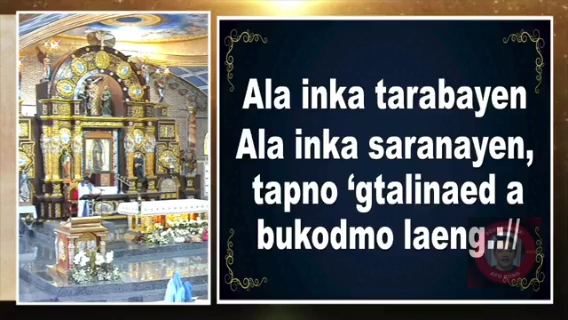 Ala inka tarabayen
Ala inka saranayen,
tapno ‘gtalinaed a
bukodmo laeng.://